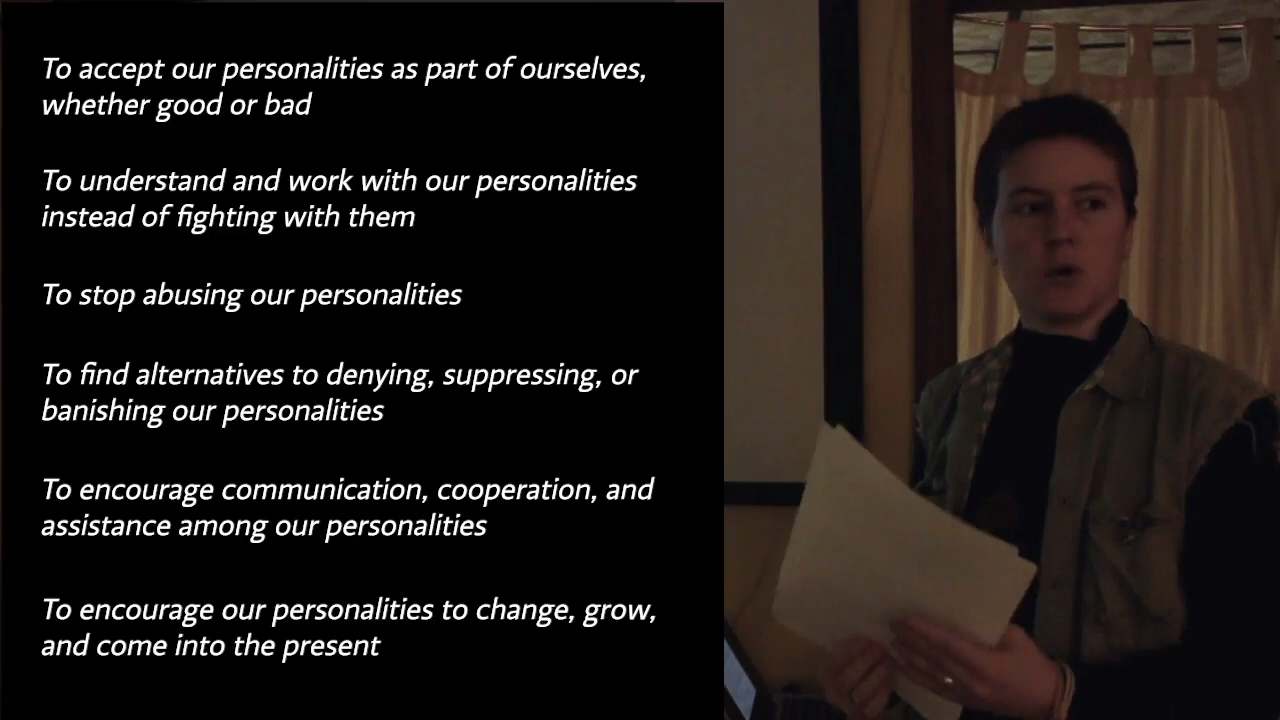 To accept our personalities as part of ourselves,
whether good or bad
To understand and work with our personalities
instead of fighting with them
To stop abusing our personalities
To find alternatives to denying, suppressing, or
banishing our personalities
To encourage communication, cooperation, and
assistance among our personalities
To encourage our personalities to change, grow,
and come into the present